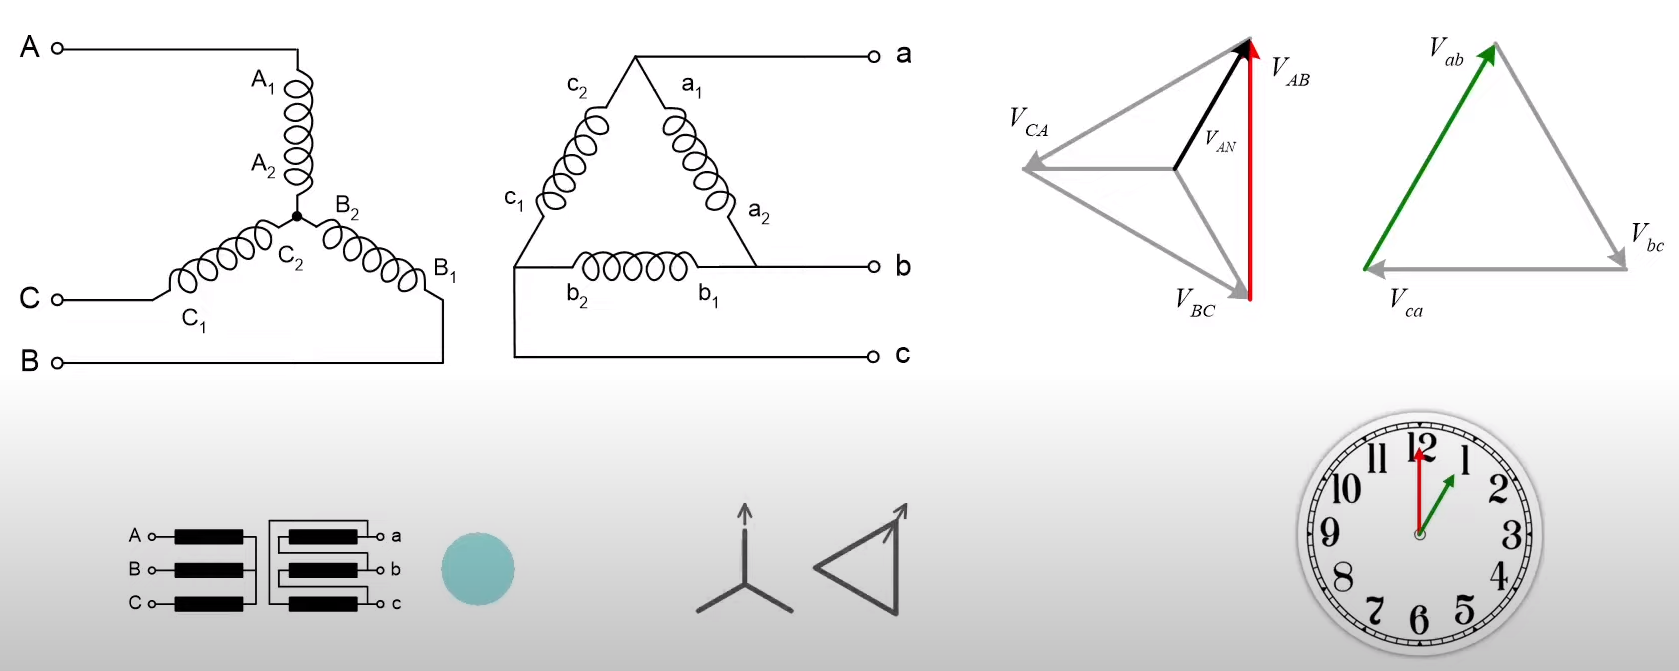 A
A1
A2
B2
C2
B1
C
C1
B
a
c2
a1
c1
a2
b
b2
b1
c
VAB
VCA
VAN
VBC
Vab
Vbc
Vca
A
B
C
a
b
c
12
1
2
3
4
5
6
7
8
9
10
11